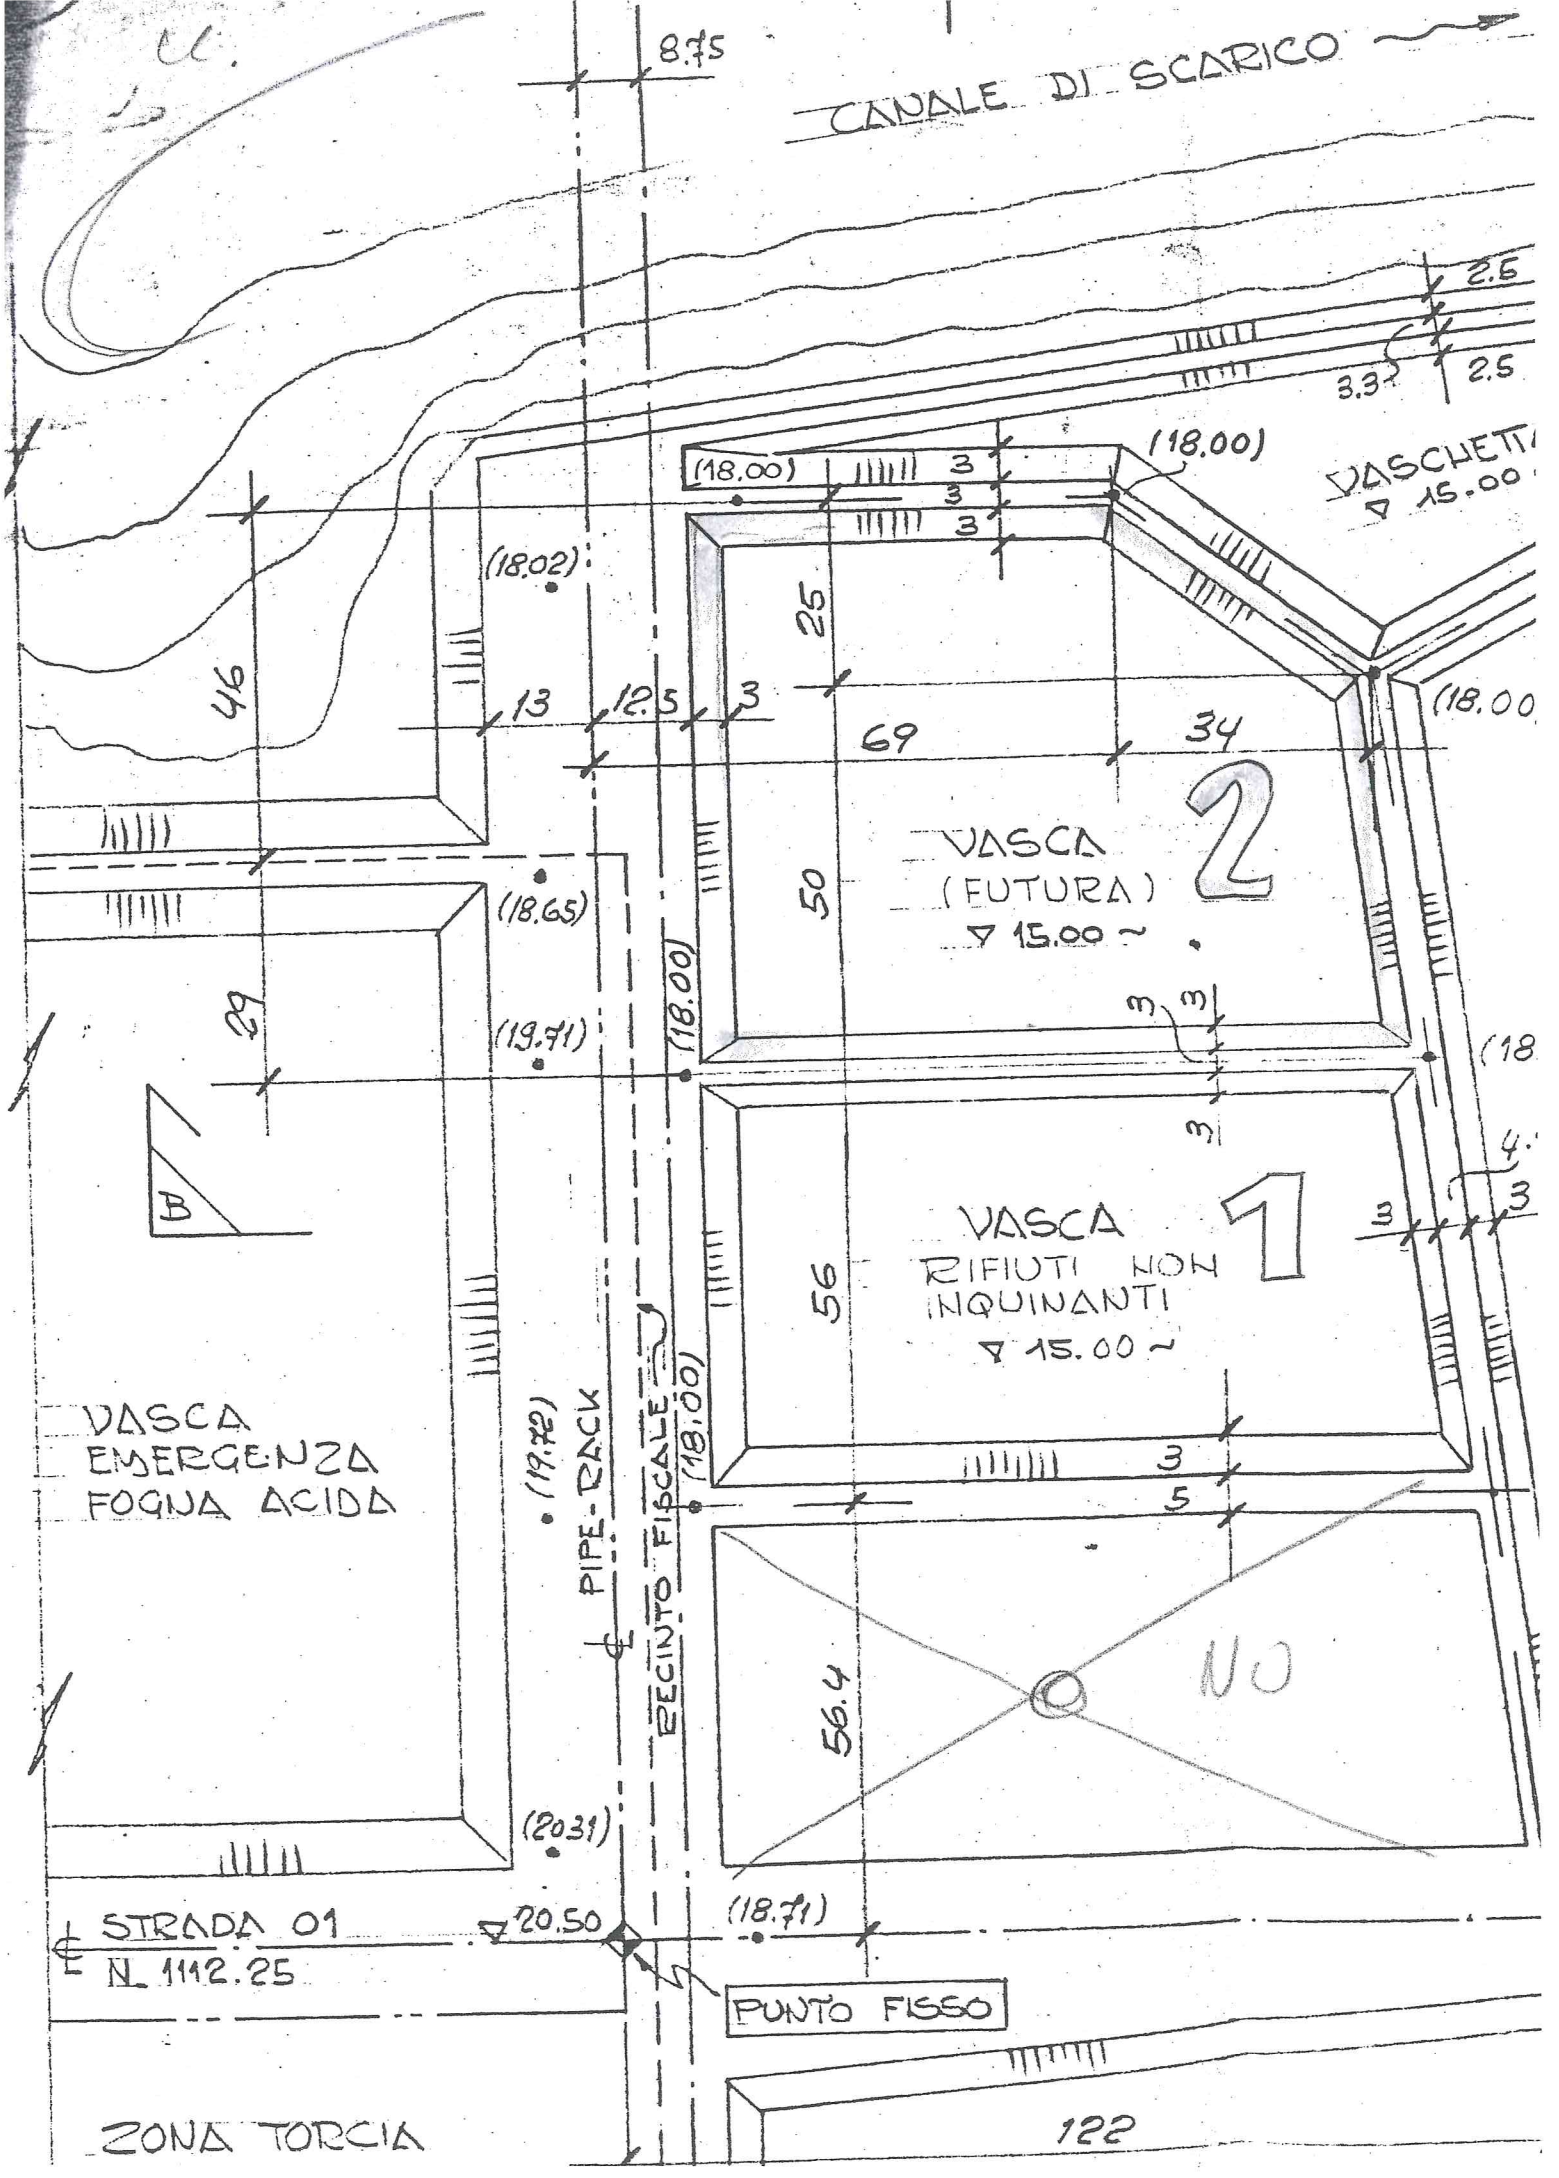 8.75
CANALE DI SCARICO
2.5
3.3
2.5
(18.00)
3
(18.00)
3
3
VASCHETTA
▽ 15.00
(18.02)
25
46
13
12.5
3
(18.00
69
34
2
VASCA
(FUTURA)
▽ 15.00 ~
50
(18.65)
29
(19.71)
(18.00)
3
3
3
(18
B
VASCA
RIFIUTI NON
INQUINANTI
▽ 15.00 ~
1
56
3
4.
3
VASCA
EMERGENZA
FOGNA ACIDA
(19.72)
PIPE-RACK
RECINTO FISCALE
(18.00)
3
5
56.4
NO
(20.31)
STRADA 01
N 1112.25
▽ 20.50
(18.71)
PUNTO FISSO
ZONA TORCIA
122